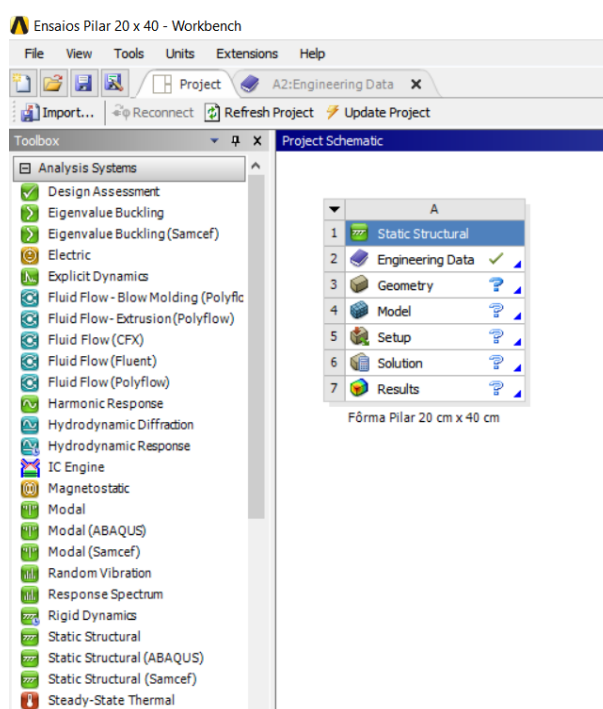 Ensaios Pilar 20 x 40 - Workbench
File View Tools Units Extensions Help
Project A2:Engineering Data
Import... Reconnect Refresh Project Update Project
Toolbox
Project Schematic
Analysis Systems
Design Assessment
Eigenvalue Buckling
Eigenvalue Buckling (Samcef)
Electric
Explicit Dynamics
Fluid Flow - Blow Molding (Polyflc
Fluid Flow - Extrusion (Polyflow)
Fluid Flow (CFX)
Fluid Flow (Fluent)
Fluid Flow (Polyflow)
Harmonic Response
Hydrodynamic Diffraction
Hydrodynamic Response
IC Engine
Magnetostatic
Modal
Modal (ABAQUS)
Modal (Samcef)
Random Vibration
Response Spectrum
Rigid Dynamics
Static Structural
Static Structural (ABAQUS)
Static Structural (Samcef)
Steady-State Thermal
A
1 Static Structural
2 Engineering Data
3 Geometry
4 Model
5 Setup
6 Solution
7 Results
Fôrma Pilar 20 cm x 40 cm